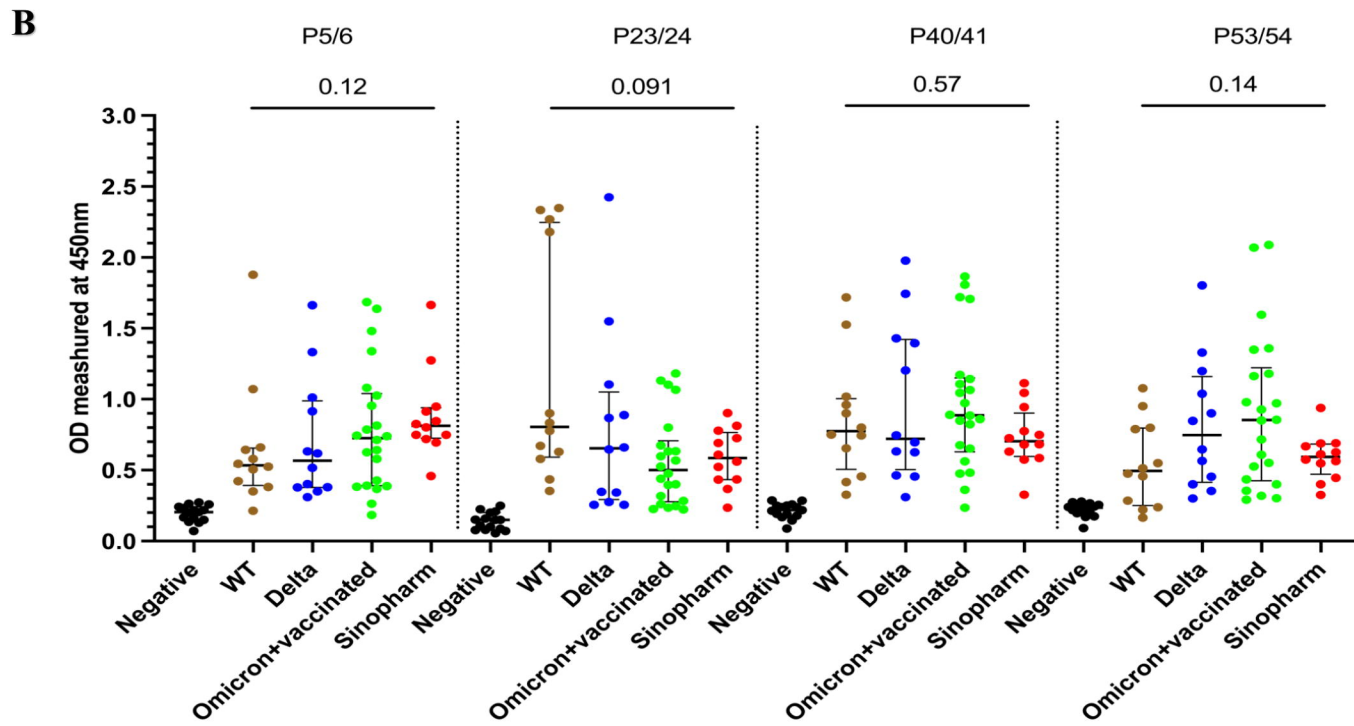 B
P5/6 P23/24 P40/41 P53/54
0.12 0.091 0.57 0.14
OD meashured at 450nm
3.0
2.5
2.0
1.5
1.0
0.5
0.0
Negative WT Delta Omicron+vaccinated Sinopharm Negative WT Delta Omicron+vaccinated Sinopharm Negative WT Delta Omicron+vaccinated Sinopharm Negative WT Delta Omicron+vaccinated Sinopharm